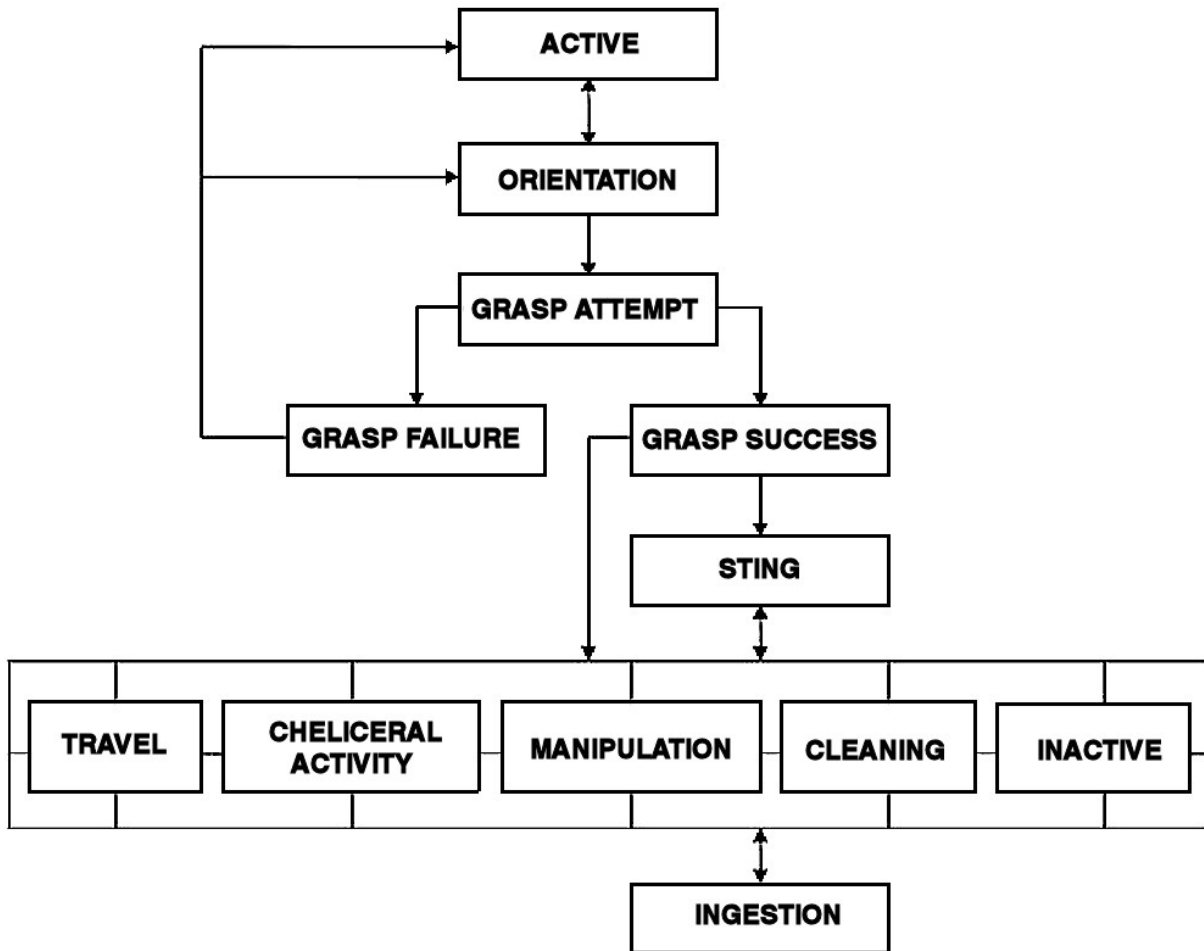 ACTIVE
ORIENTATION
GRASP ATTEMPT
GRASP FAILURE
GRASP SUCCESS
STING
TRAVEL
CHELICERAL
ACTIVITY
MANIPULATION
CLEANING
INACTIVE
INGESTION